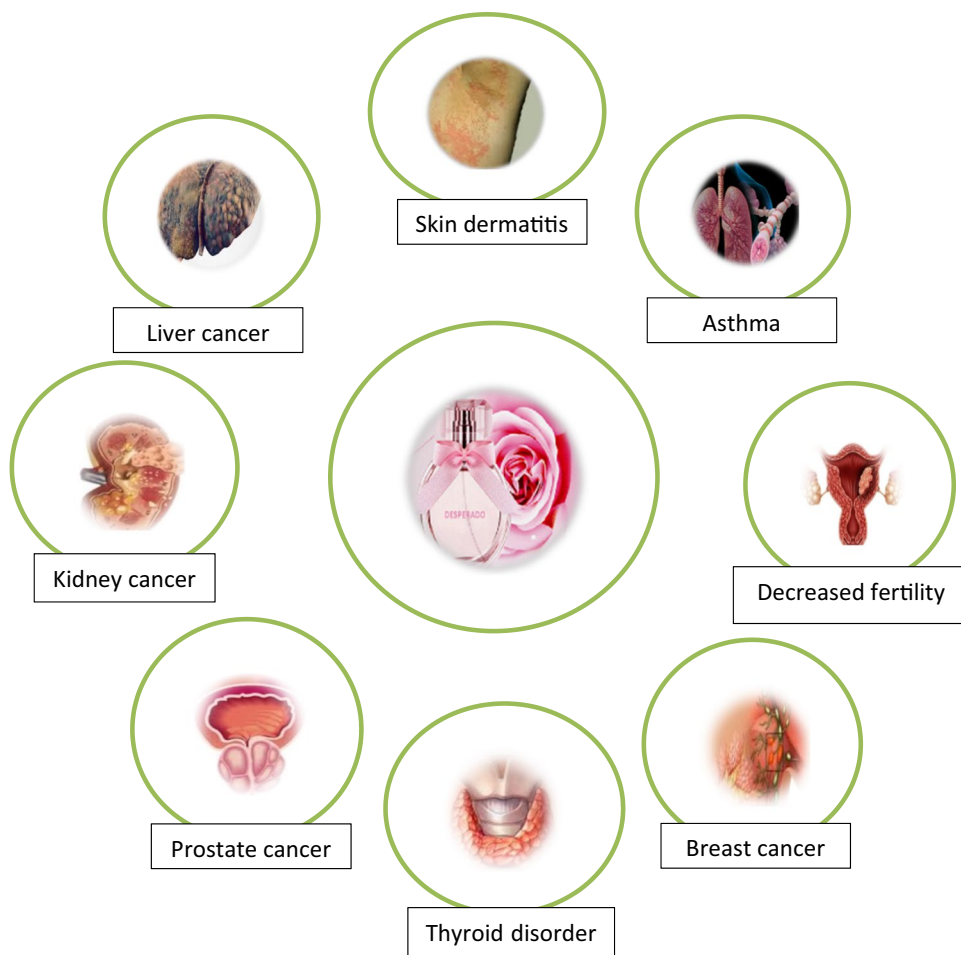 Skin dermatitis
Liver cancer
Asthma
DESPERADO
Kidney cancer
Decreased fertility
Prostate cancer
Breast cancer
Thyroid disorder